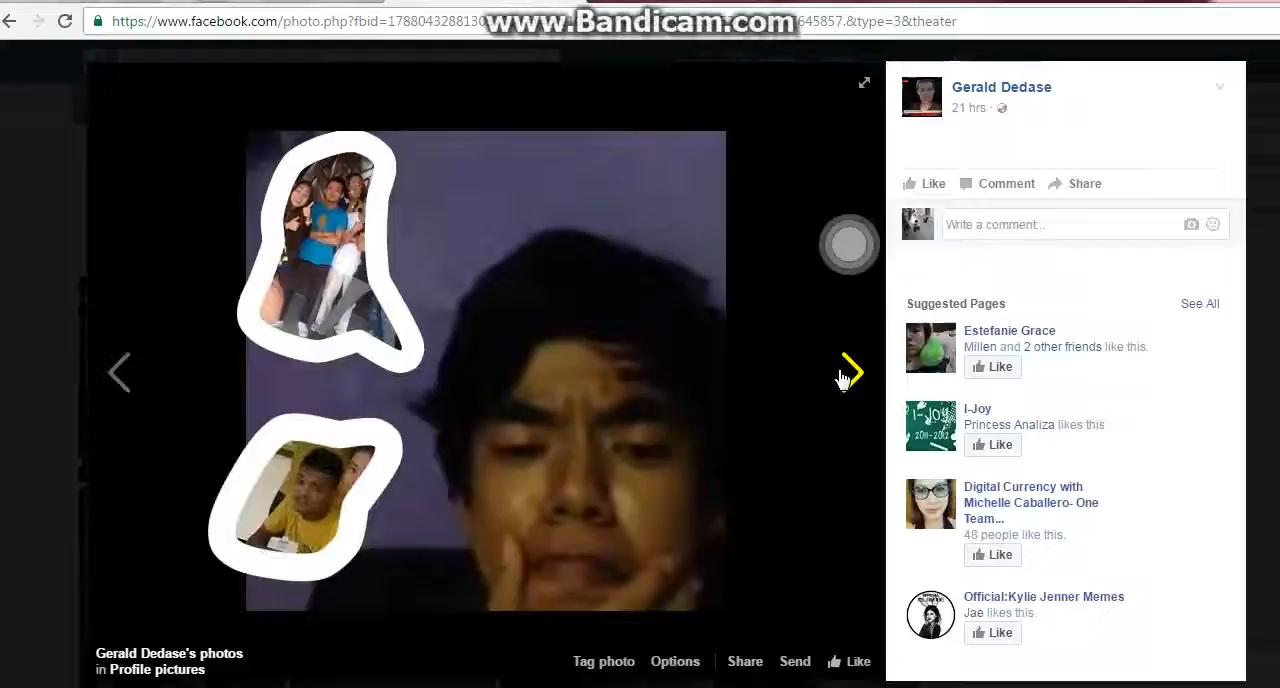 https://www.facebook.com/photo.php?fbid=1788043288130
645857.&type=3&theater
www.Bandicam.com
Gerald Dedase
21 hrs ·
Like Comment Share
Write a comment...
Suggested Pages See All
Estefanie Grace
Millen and 2 other friends like this.
Like
I-Joy
Princess Analiza likes this
Like
I-JOY
2011-2012
Digital Currency with
Michelle Caballero- One
Team...
48 people like this.
Like
Official:Kylie Jenner Memes
Jae likes this.
Like
Gerald Dedase's photos
in Profile pictures
Tag photo Options Share Send Like